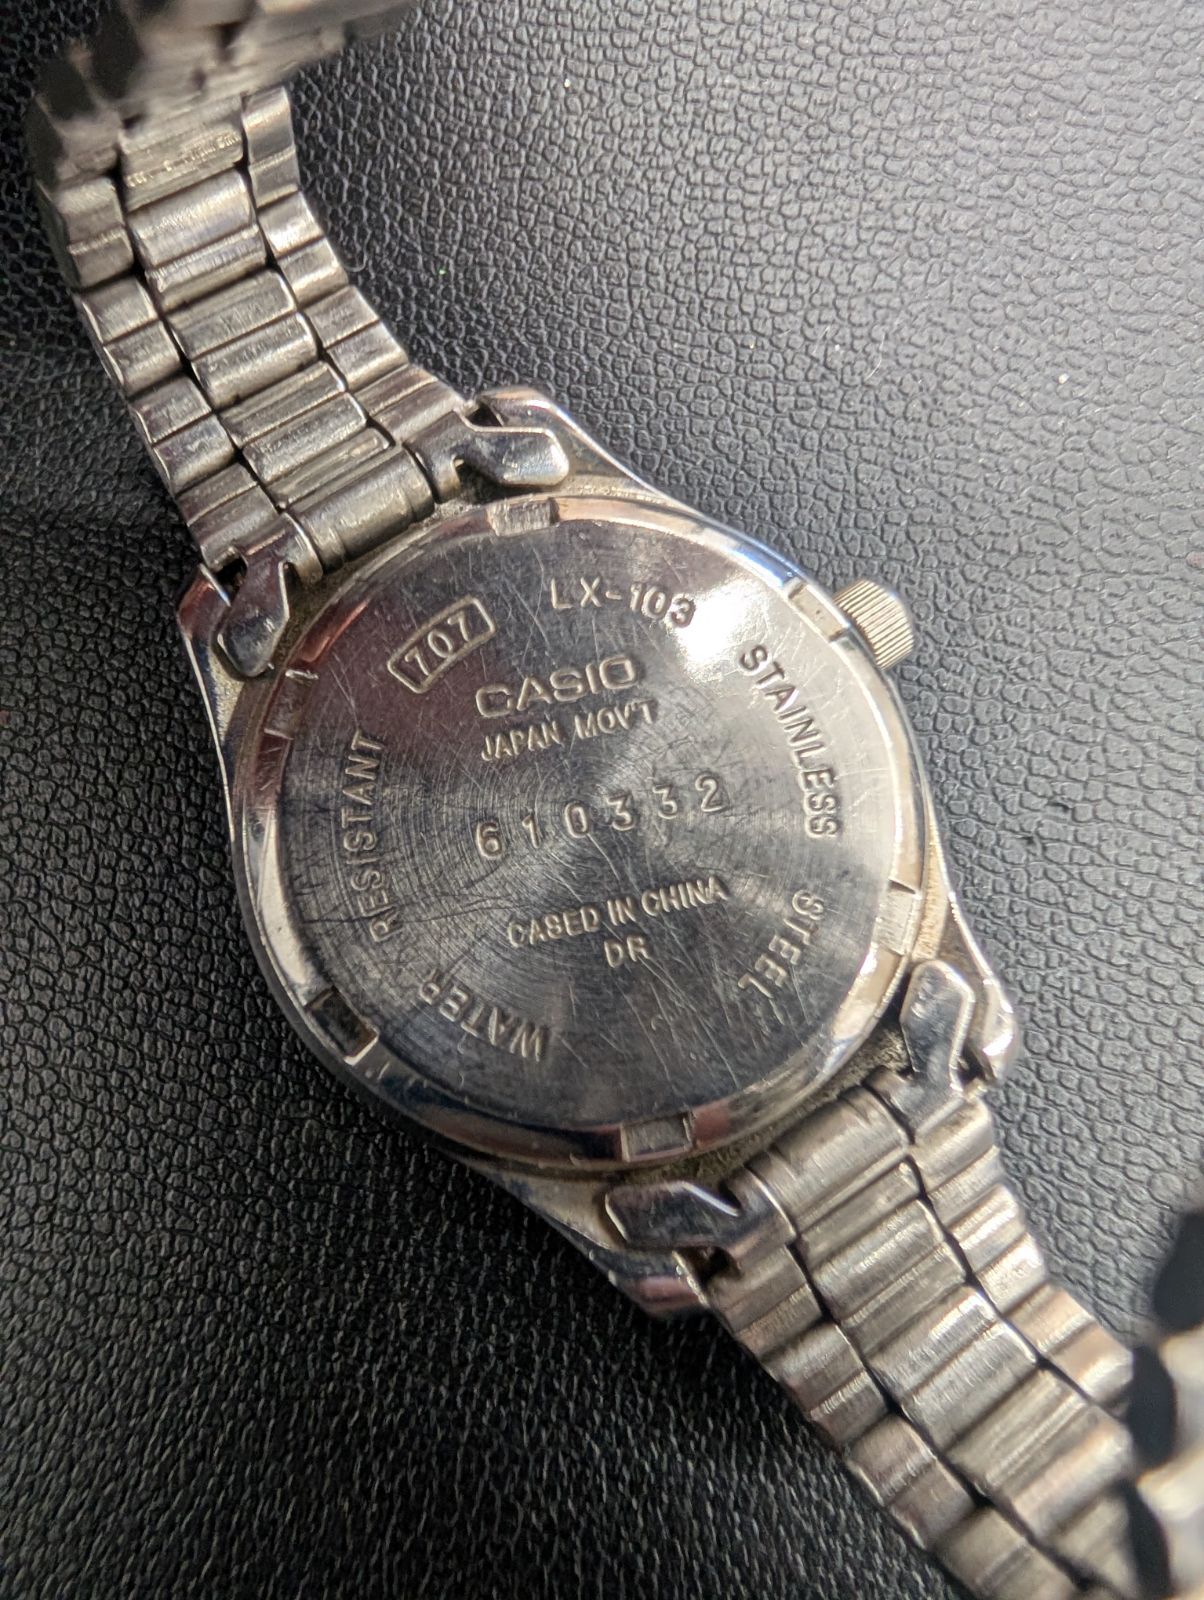 707
LX-103
CASIO
JAPAN MOV'T
610332
CASED IN CHINA
DR
STAINLESS STEEL
WATER RESISTANT